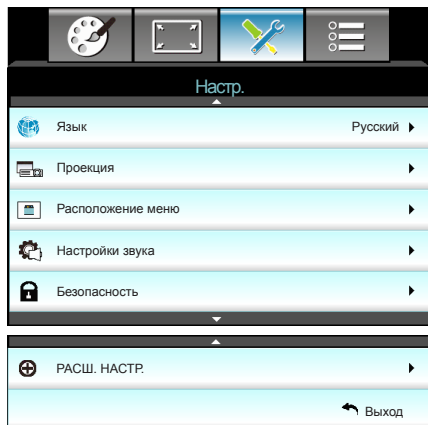 Настр.
Язык Русский
Проекция
Расположение меню
Настройки звука
Безопасность
РАСШ. НАСТР.
Выход